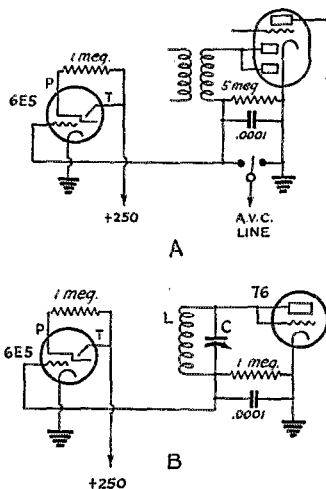 1 meg.
P
T
6E5
5 meg
.0001
+250
A.V.C.
LINE
A
1 meg.
P
T
6E5
76
L
C
1 meg.
.0001
+250
B